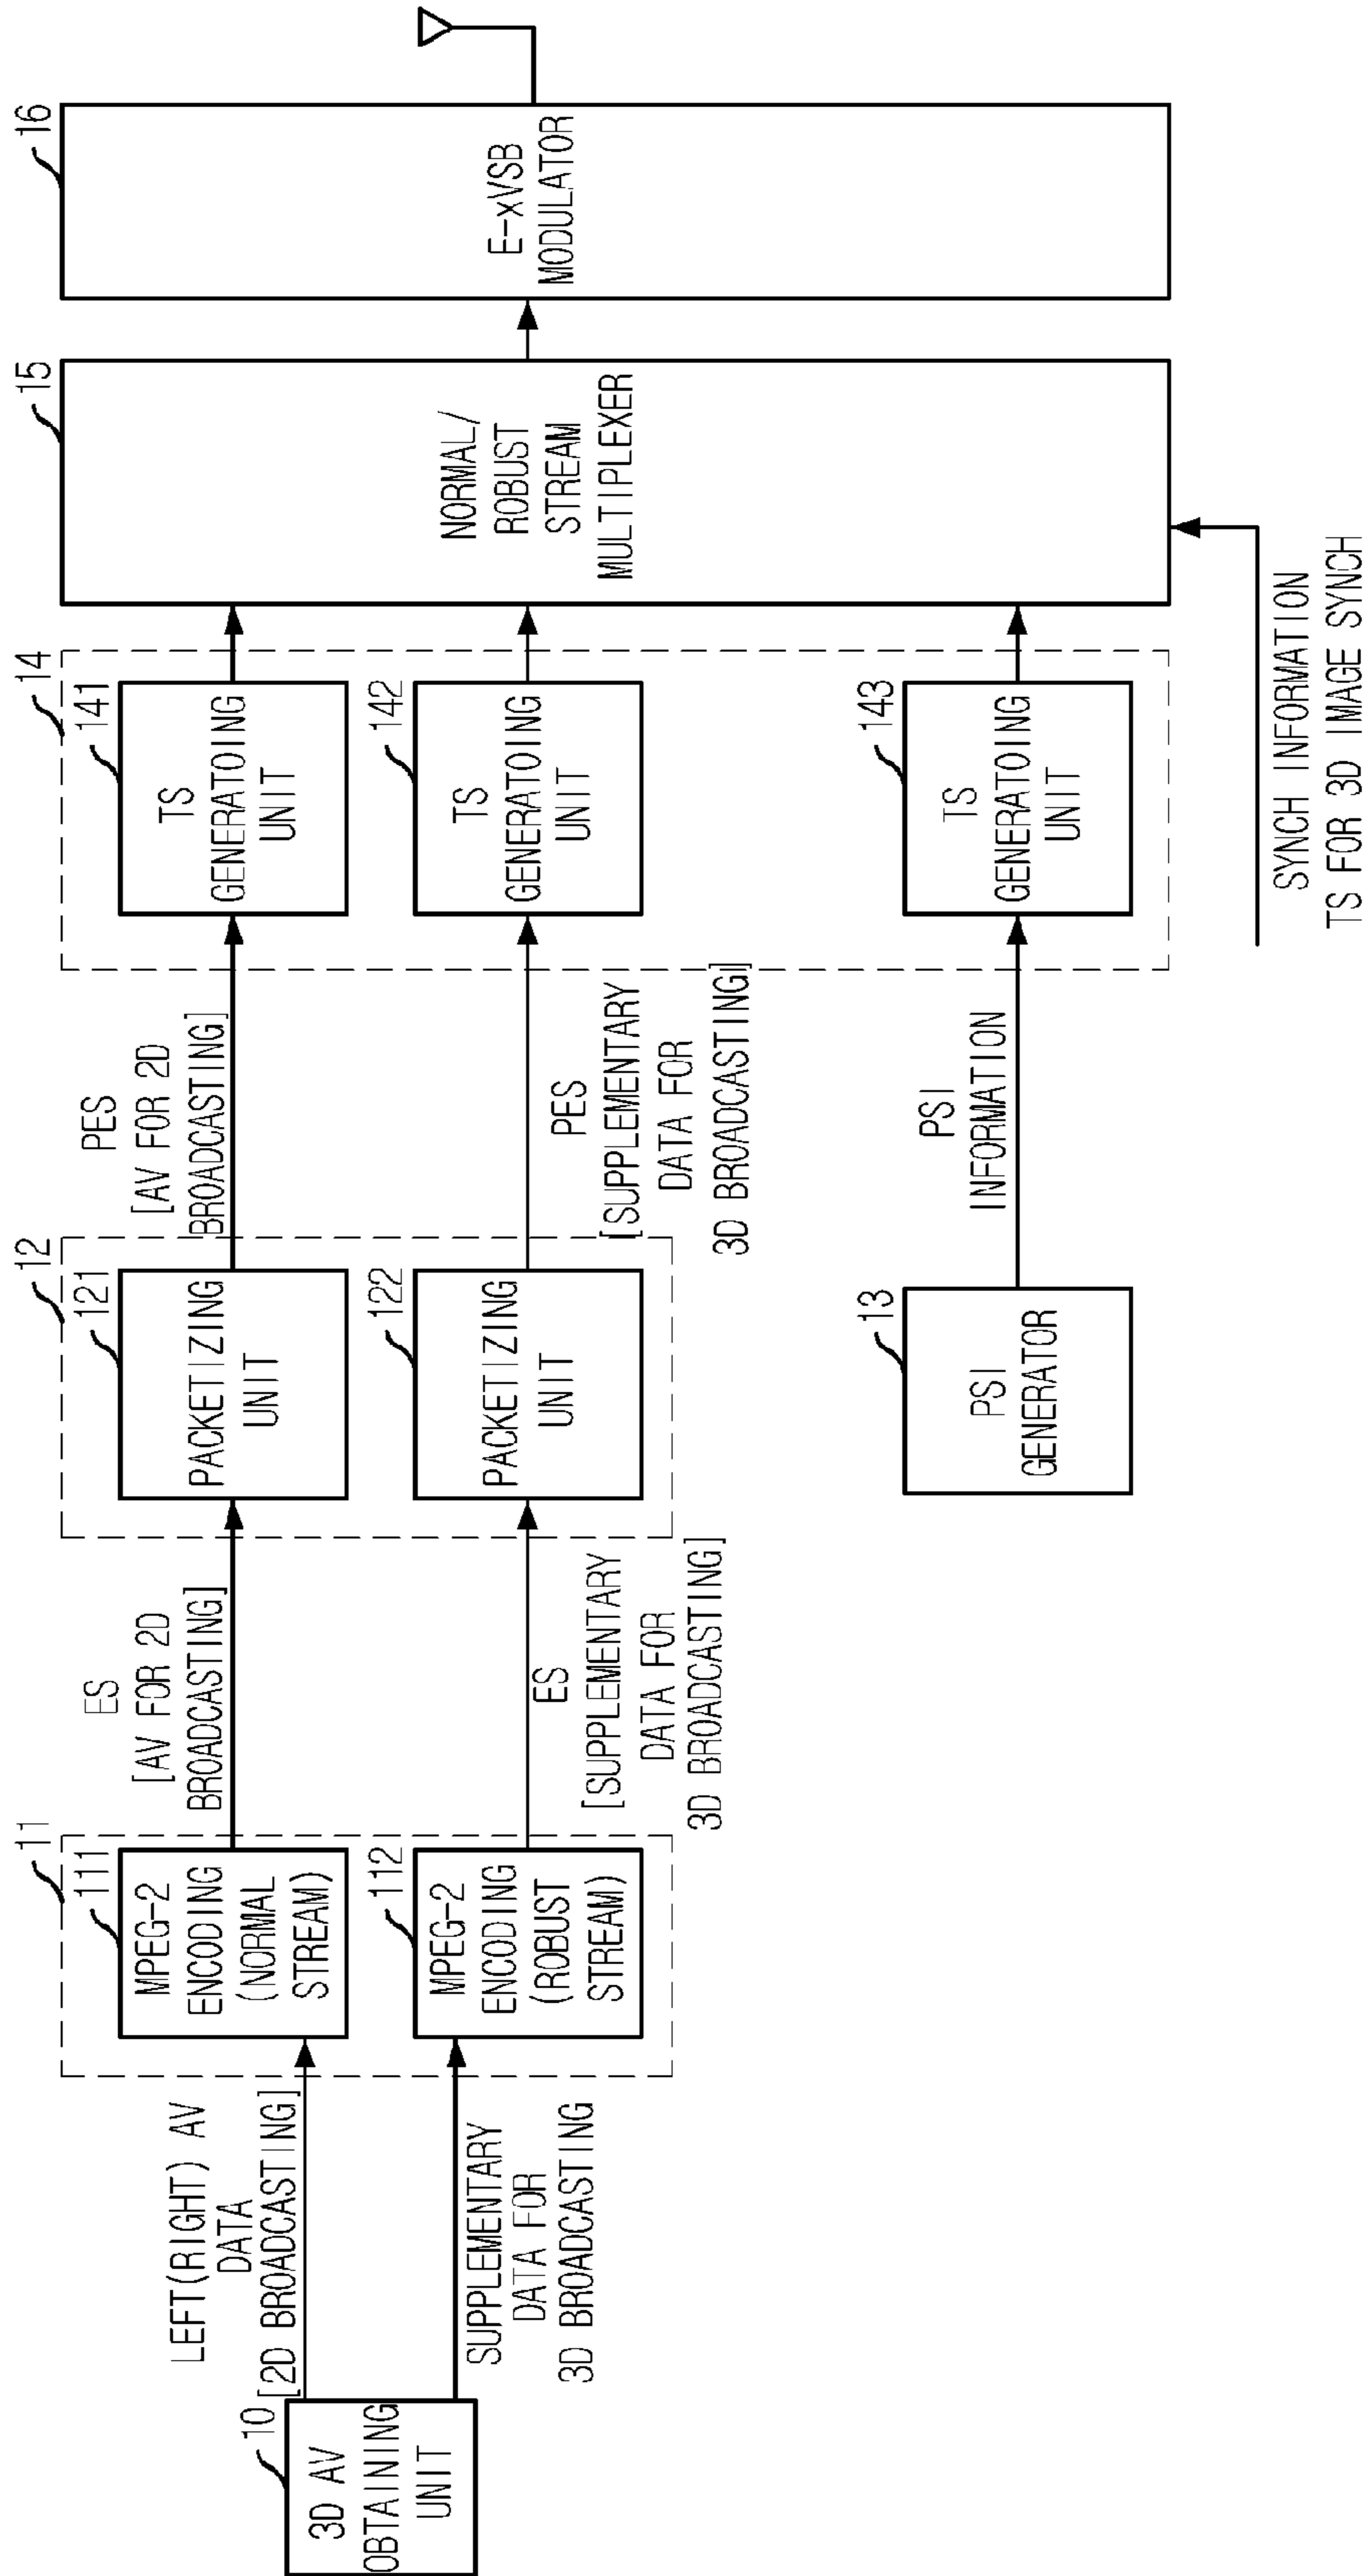 10
3D AV
OBTAINING
UNIT
LEFT(RIGHT) AV
DATA
[2D BROADCASTING]
SUPPLEMENTARY
DATA FOR
3D BROADCASTING
11
111
MPEG-2
ENCODING
(NORMAL
STREAM)
112
MPEG-2
ENCODING
(ROBUST
STREAM)
ES
[AV FOR 2D
BROADCASTING]
ES
[SUPPLEMENTARY
DATA FOR
3D BROADCASTING]
12
121
PACKETIZING
UNIT
122
PACKETIZING
UNIT
13
PSI
GENERATOR
PES
[AV FOR 2D
BROADCASTING]
PES
[SUPPLEMENTARY
DATA FOR
3D BROADCASTING]
PSI
INFORMATION
14
141
TS
GENERATOING
UNIT
142
TS
GENERATOING
UNIT
143
TS
GENERATOING
UNIT
15
NORMAL/
ROBUST
STREAM
MULTIPLEXER
SYNCH INFORMATION
TS FOR 3D IMAGE SYNCH
16
E-xVSB
MODULATOR